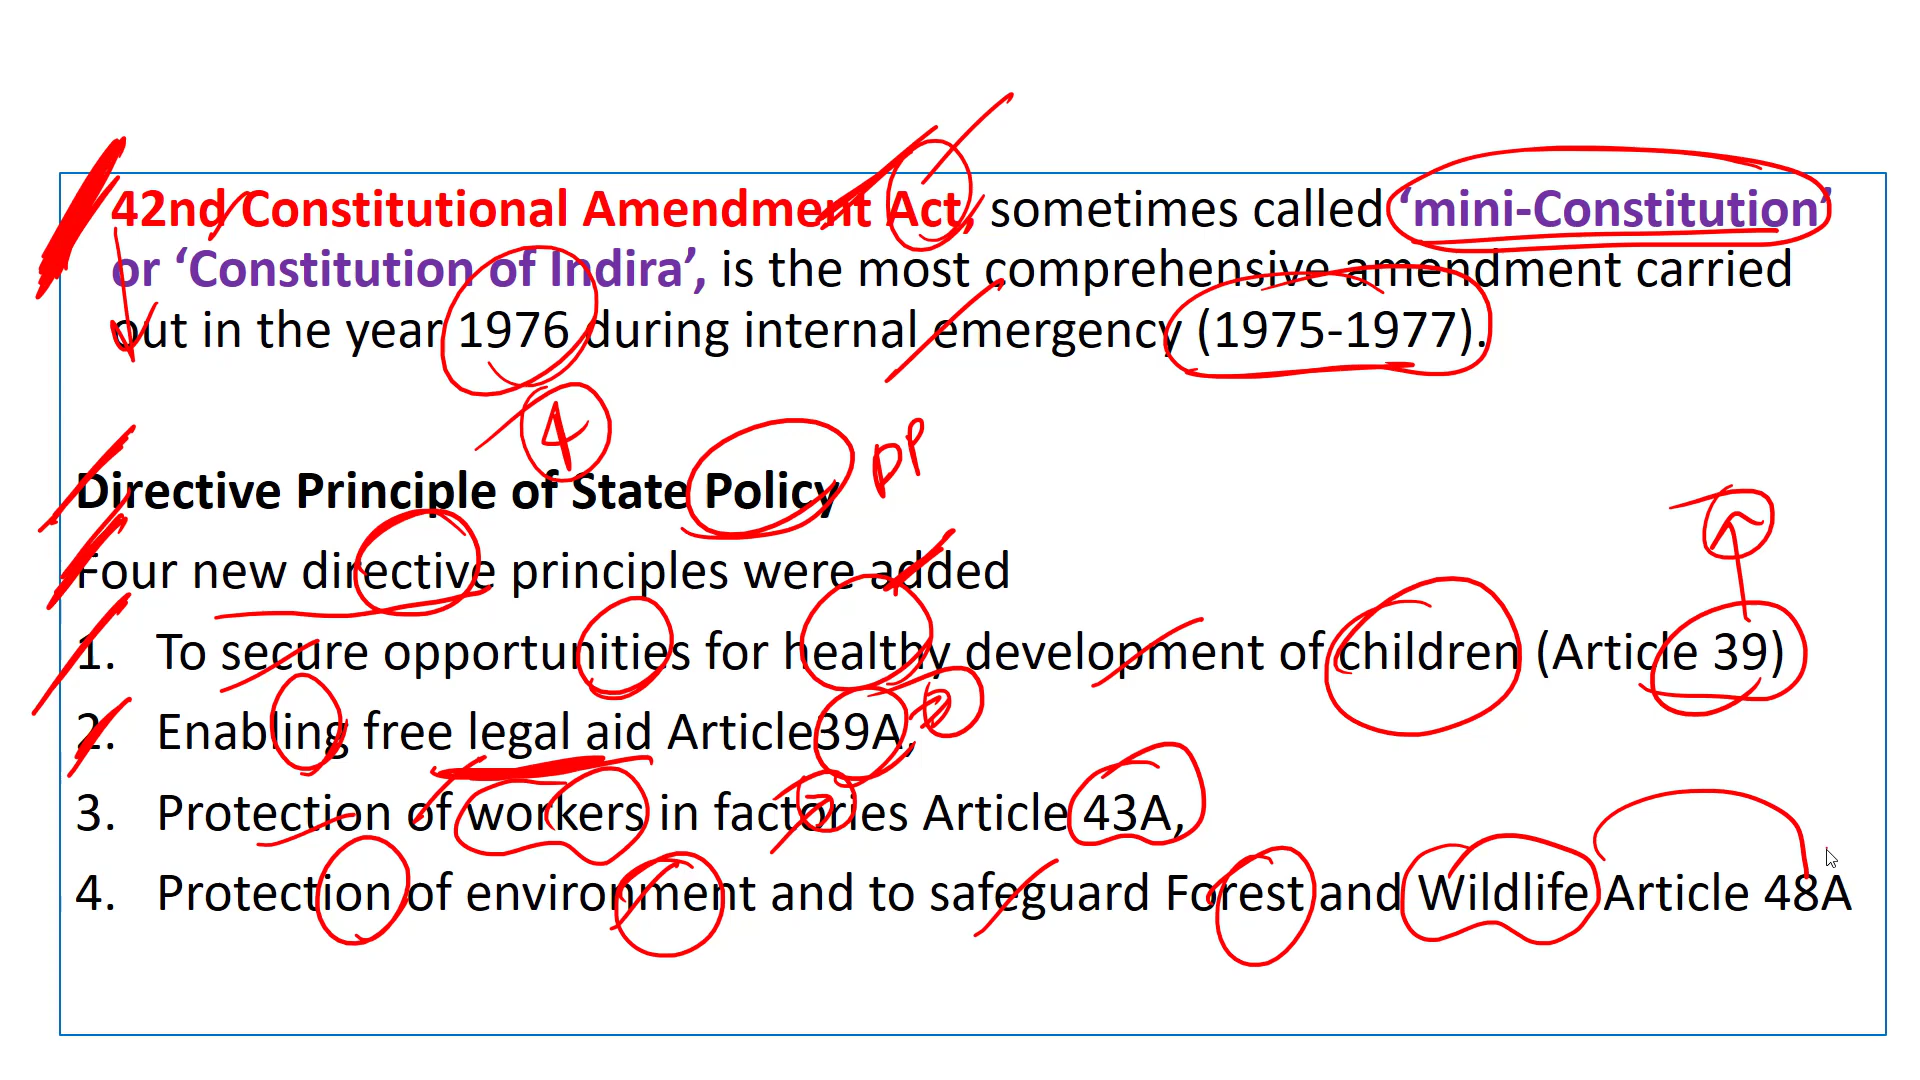 42nd Constitutional Amendment Act, sometimes called ‘mini-Constitution’
or ‘Constitution of Indira’, is the most comprehensive amendment carried
out in the year 1976 during internal emergency (1975-1977).
4
Directive Principle of State Policy
Four new directive principles were added
1. To secure opportunities for healthy development of children (Article 39)
2. Enabling free legal aid Article39A,
3. Protection of workers in factories Article 43A,
4. Protection of environment and to safeguard Forest and Wildlife Article 48A